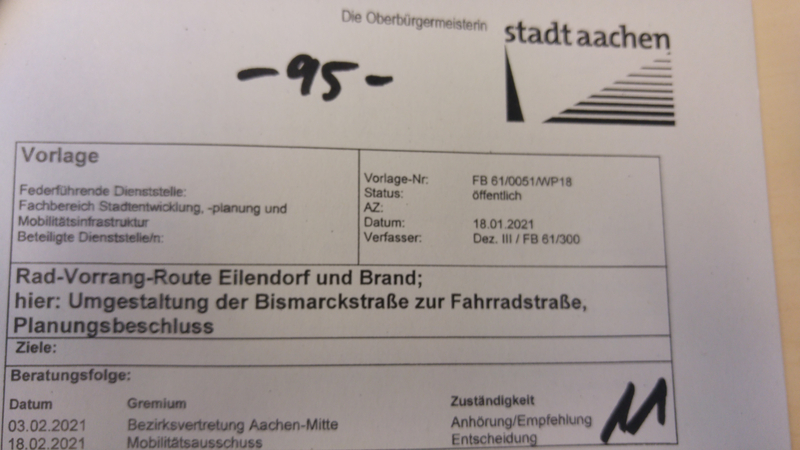 Die Oberbürgermeisterin
stadt aachen
-95-
Vorlage
Federführende Dienststelle:
Fachbereich Stadtentwicklung, -planung und
Mobilitätsinfrastruktur
Beteiligte Dienststelle/n:
Vorlage-Nr: FB 61/0051/WP18
Status: öffentlich
AZ:
Datum: 18.01.2021
Verfasser: Dez. III / FB 61/300
Rad-Vorrang-Route Eilendorf und Brand;
hier: Umgestaltung der Bismarckstraße zur Fahrradstraße,
Planungsbeschluss
Ziele:
Beratungsfolge:
Datum Gremium Zuständigkeit
03.02.2021 Bezirksvertretung Aachen-Mitte Anhörung/Empfehlung
18.02.2021 Mobilitätsausschuss Entscheidung
11